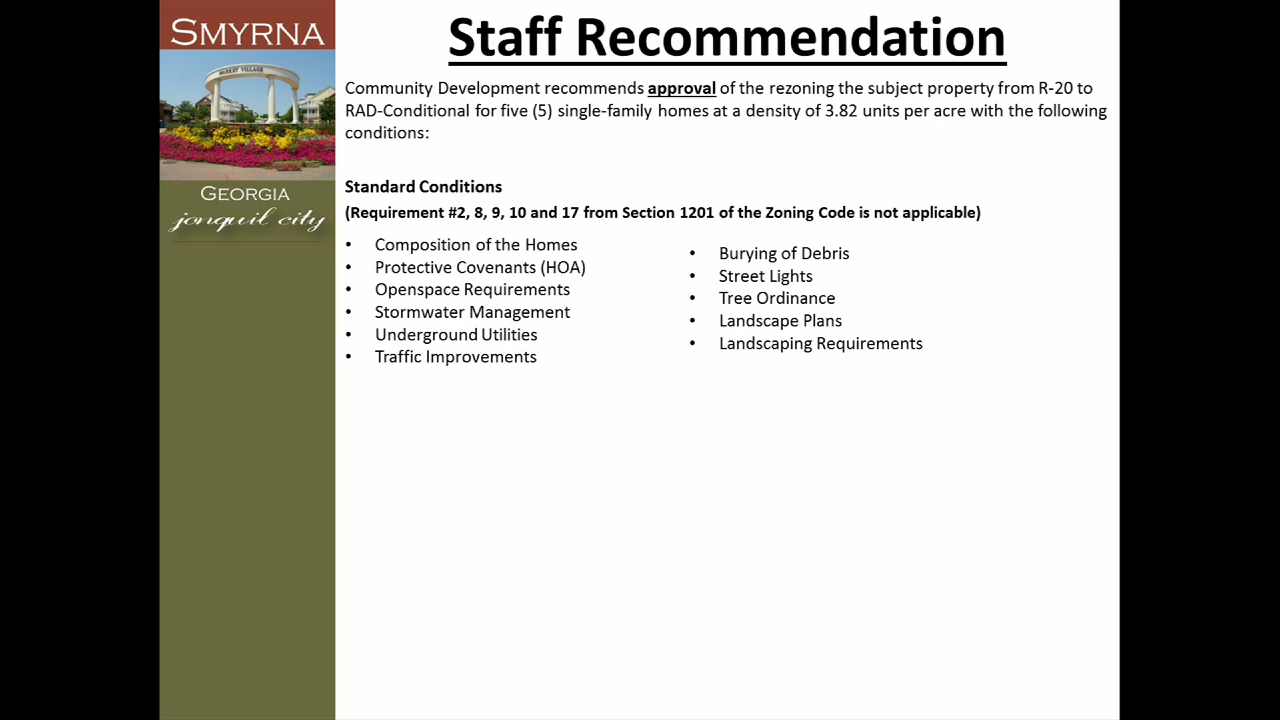 SMYRNA
MARKET VILLAGE
GEORGIA
jonquil city
Staff Recommendation
Community Development recommends approval of the rezoning the subject property from R-20 to
RAD-Conditional for five (5) single-family homes at a density of 3.82 units per acre with the following
conditions:
Standard Conditions
(Requirement #2, 8, 9, 10 and 17 from Section 1201 of the Zoning Code is not applicable)
• Composition of the Homes
• Protective Covenants (HOA)
• Openspace Requirements
• Stormwater Management
• Underground Utilities
• Traffic Improvements
• Burying of Debris
• Street Lights
• Tree Ordinance
• Landscape Plans
• Landscaping Requirements